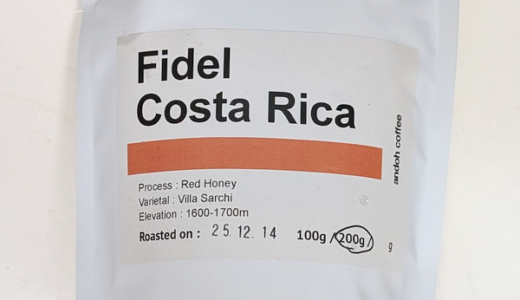 Fidel
Costa Rica
andoh coffee
Process : Red Honey
Varietal : Villa Sarchi
Elevation : 1600-1700m
Roasted on : 25.12.14 100g / 200g / g